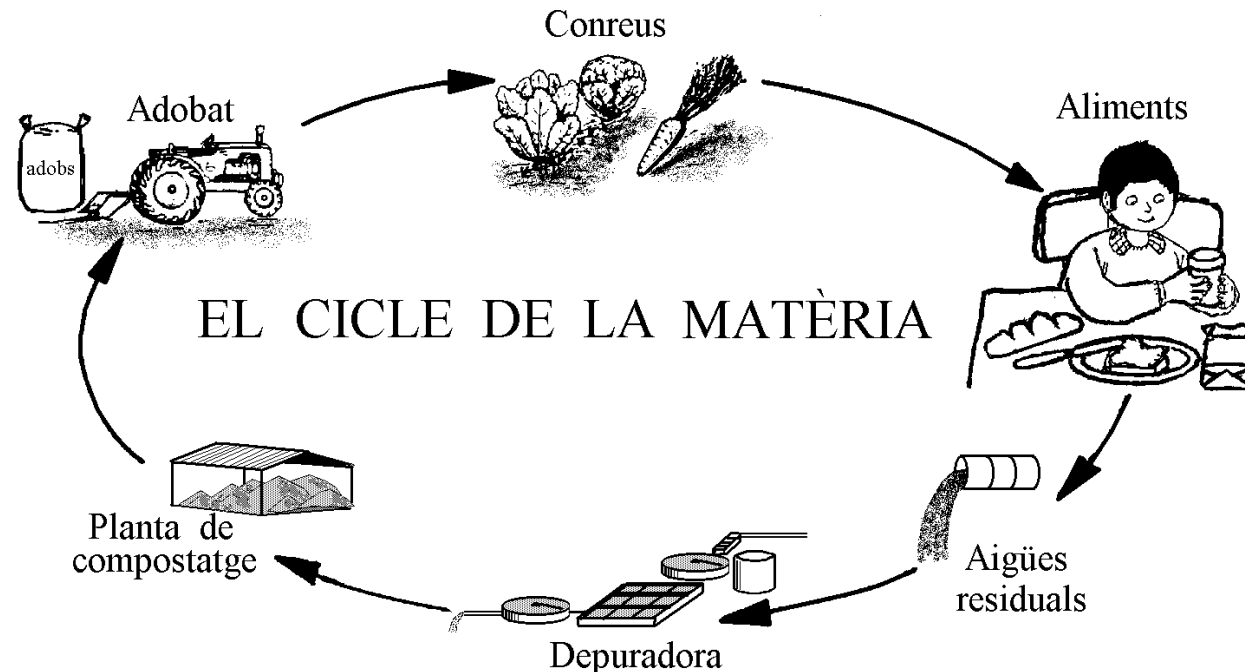 Conreus
Adobat
Aliments
adobs
EL CICLE DE LA MATÈRIA
Planta de
compostatge
Aigües
residuals
Depuradora